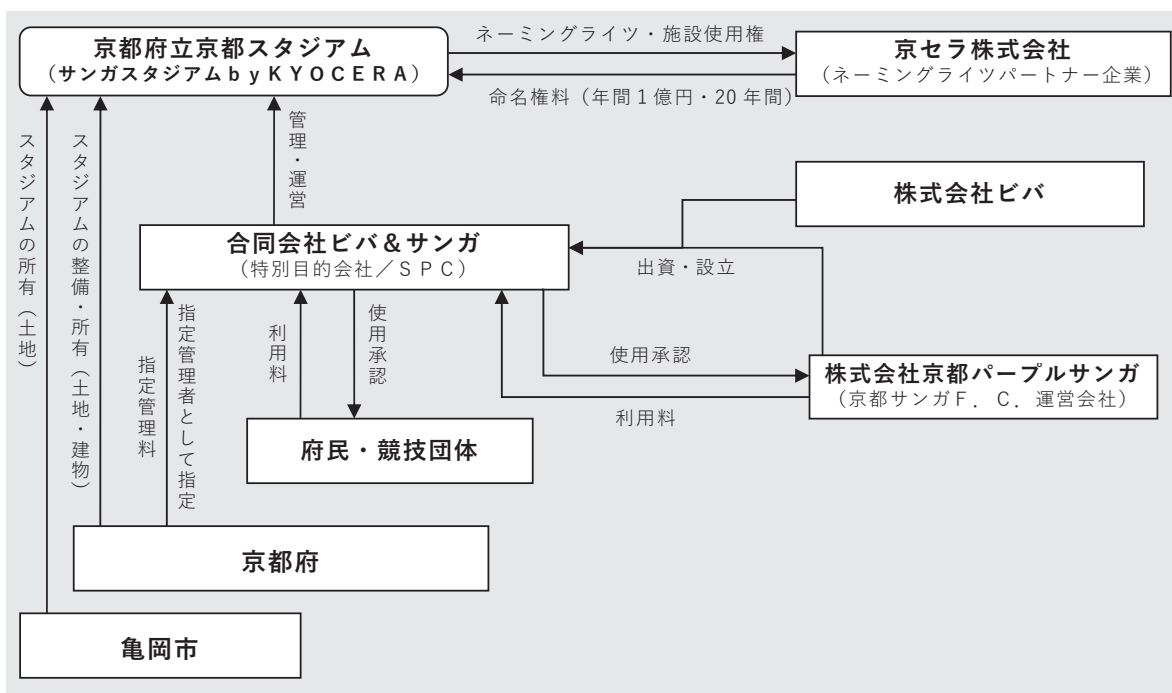 京都府立京都スタジアム
（サンガスタジアムｂｙＫＹＯＣＥＲＡ）
ネーミングライツ・施設使用権
京セラ株式会社
（ネーミングライツパートナー企業）
命名権料（年間１億円・20 年間）
スタジアムの所有（土地）
スタジアムの整備・所有（土地・建物）
管理・運営
株式会社ビバ
合同会社ビバ＆サンガ
（特別目的会社／ＳＰＣ）
出資・設立
指定管理料
指定管理者として指定
利用料
使用承認
使用承認
株式会社京都パープルサンガ
（京都サンガＦ．Ｃ．運営会社）
利用料
府民・競技団体
京都府
亀岡市